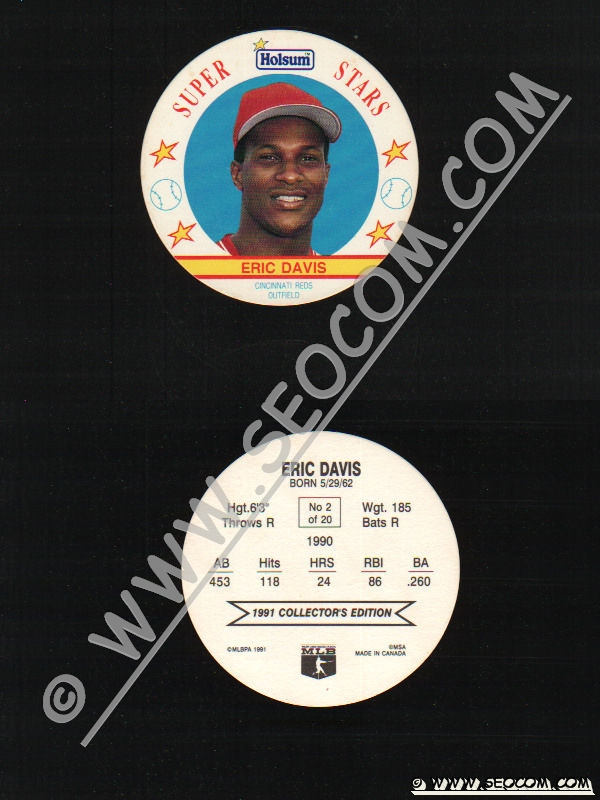 Holsum™
SUPER STARS
ERIC DAVIS
CINCINNATI REDS
OUTFIELD
© WWW.SEOCOM.COM
ERIC DAVIS
BORN 5/29/62
Hgt.6'3" No 2 Wgt. 185
Throws R of 20 Bats R
1990
AB Hits HRS RBI BA
453 118 24 86 .260
1991 COLLECTOR'S EDITION
©MLBPA 1991 MLB ©MSA
MADE IN CANADA
© WWW.SEOCOM.COM